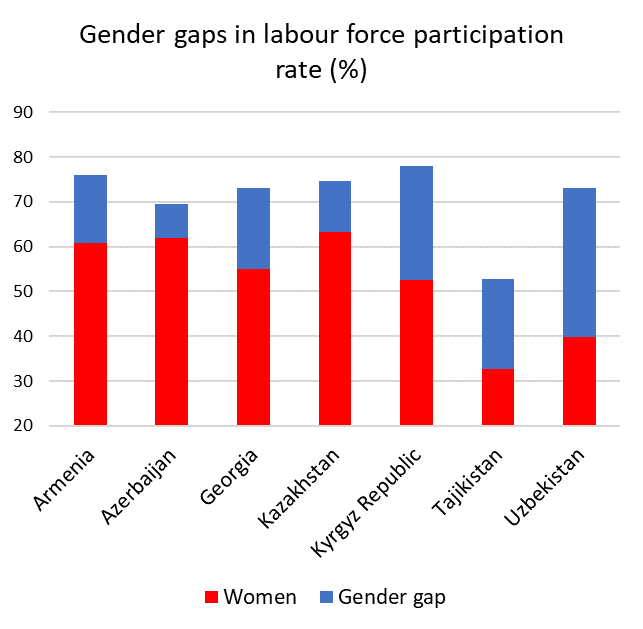 Gender gaps in labour force participation
rate (%)
90
80
70
60
50
40
30
20
Armenia
Azerbaijan
Georgia
Kazakhstan
Kyrgyz Republic
Tajikistan
Uzbekistan
Women
Gender gap